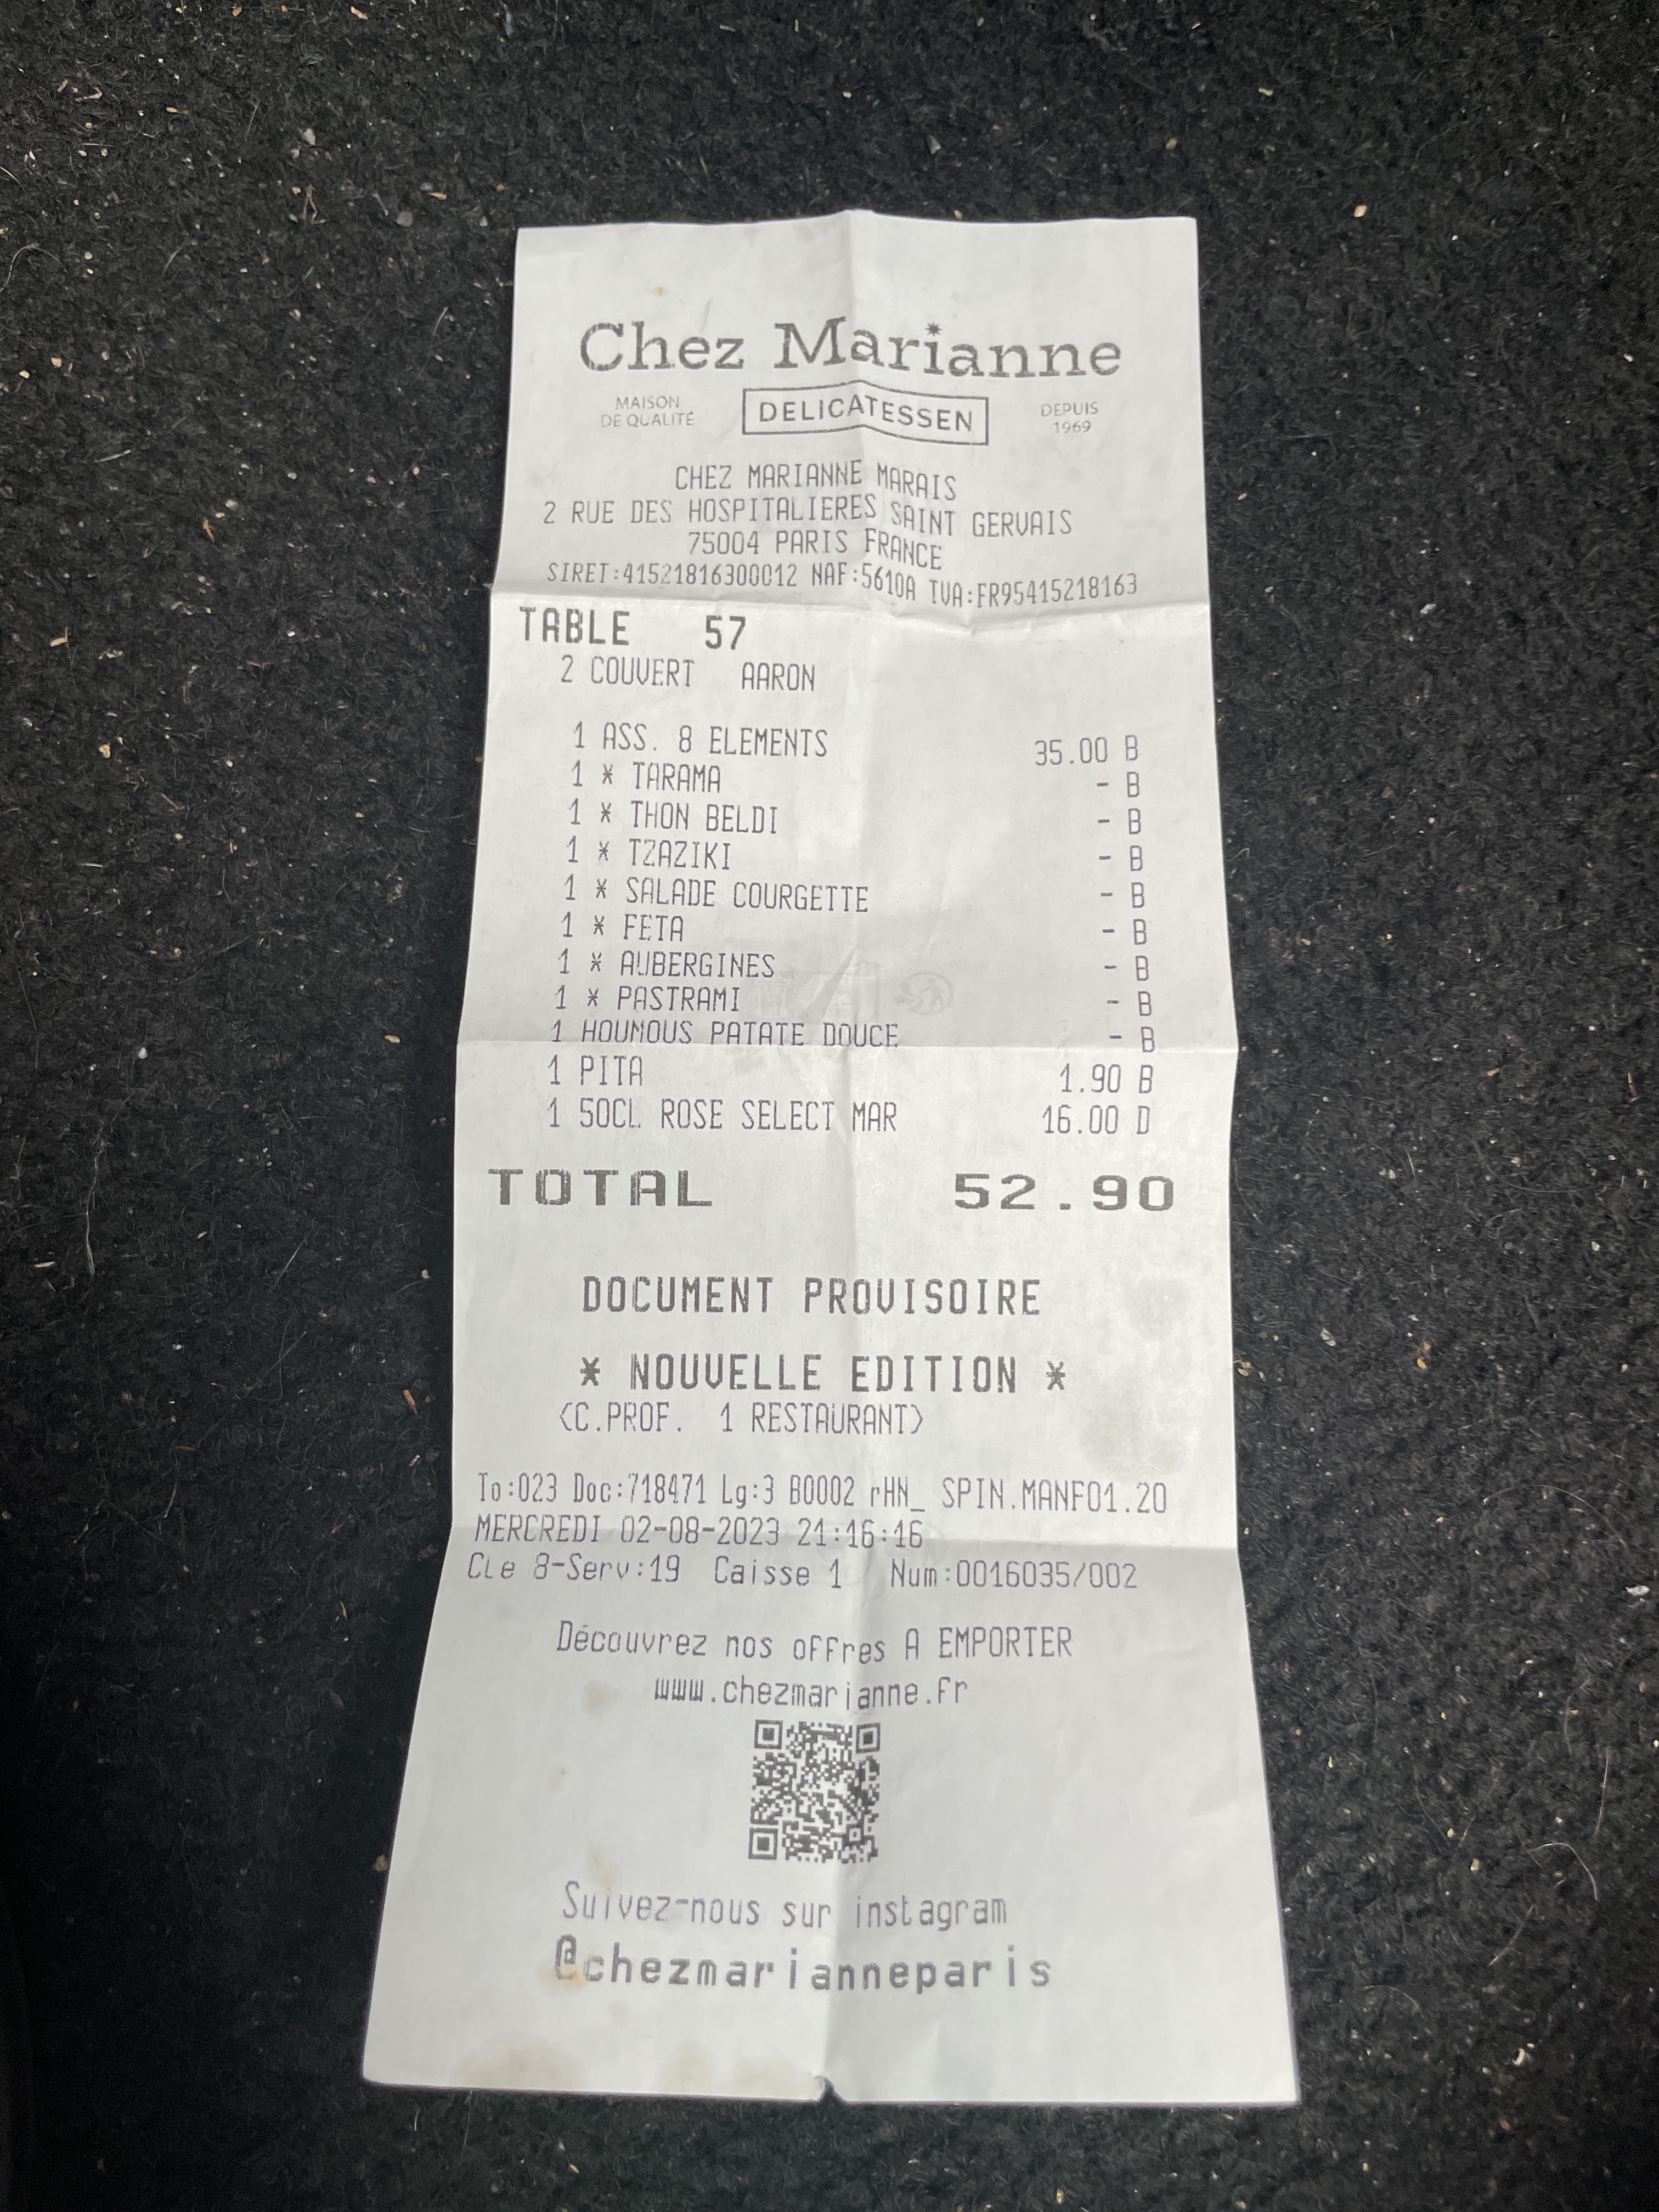 Chez Marianne
MAISON
DE QUALITÉ
DELICATESSEN
DEPUIS
1969
CHEZ MARIANNE MARAIS
2 RUE DES HOSPITALIERES SAINT GERVAIS
75004 PARIS FRANCE
SIRET:41521816300012 NAF:5610A TVA:FR95415218163
TABLE 57
2 COUVERT AARON
1 ASS. 8 ELEMENTS 35.00 B
1 * TARAMA - B
1 * THON BELDI - B
1 * TZAZIKI - B
1 * SALADE COURGETTE - B
1 * FETA - B
1 * AUBERGINES - B
1 * PASTRAMI - B
1 HOUMOUS PATATE DOUCE - B
1 PITA 1.90 B
1 50CL ROSE SELECT MAR 16.00 D
TOTAL 52.90
DOCUMENT PROVISOIRE
* NOUVELLE EDITION *
(C.PROF. 1 RESTAURANT)
To:023 Doc:718471 Lg:3 B0002 rHN_ SPIN.MANF01.20
MERCREDI 02-08-2023 21:16:16
Cle 8-Serv:19 Caisse 1 Num:0016035/002
Découvrez nos offres A EMPORTER
www.chezmarianne.fr
Suivez-nous sur instagram
@chezmarianneparis